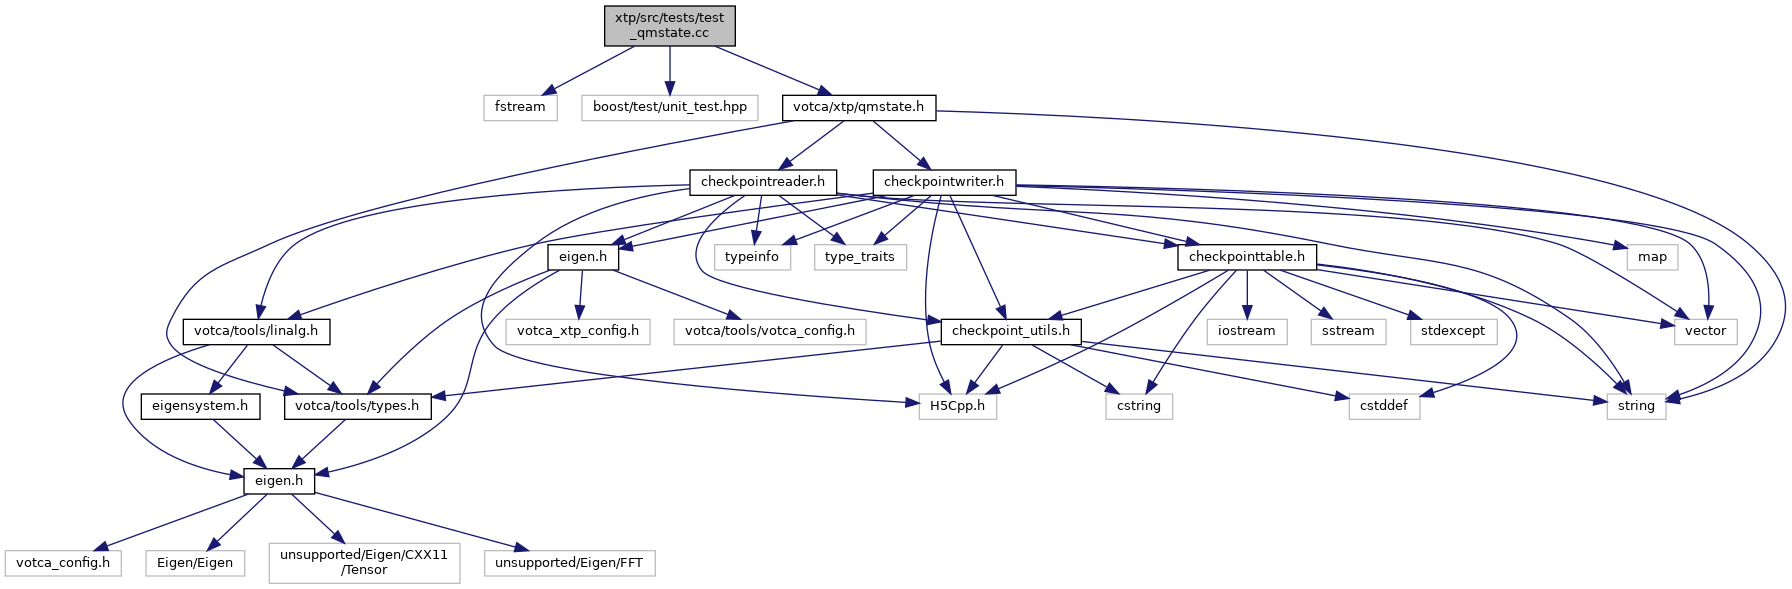 xtp/src/tests/test
_qmstate.cc
fstream
boost/test/unit_test.hpp
votca/xtp/qmstate.h
checkpointreader.h
checkpointwriter.h
eigen.h
typeinfo
type_traits
checkpointtable.h
map
votca/tools/linalg.h
votca_xtp_config.h
votca/tools/votca_config.h
checkpoint_utils.h
iostream
sstream
stdexcept
vector
eigensystem.h
votca/tools/types.h
H5Cpp.h
cstring
cstddef
string
eigen.h
votca_config.h
Eigen/Eigen
unsupported/Eigen/CXX11
/Tensor
unsupported/Eigen/FFT